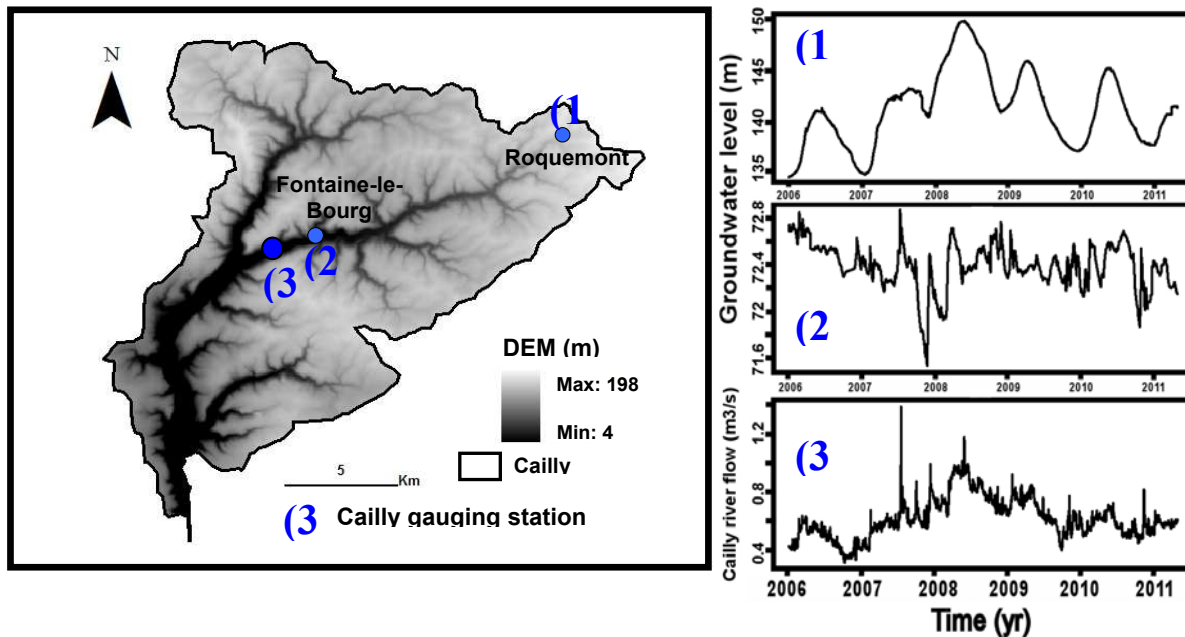 N
(1
Roquemont
Fontaine-le-
Bourg
(2
(3
DEM (m)
Max: 198
Min: 4
5
Km
Cailly
(3 Cailly gauging station
Groundwater level (m)
(1
150
145
140
135
2006 2007 2008 2009 2010 2011
(2
72.8
72.4
72
71.6
2006 2007 2008 2009 2010 2011
Cailly river flow (m3/s)
(3
1.2
0.8
0.4
2006 2007 2008 2009 2010 2011
Time (yr)